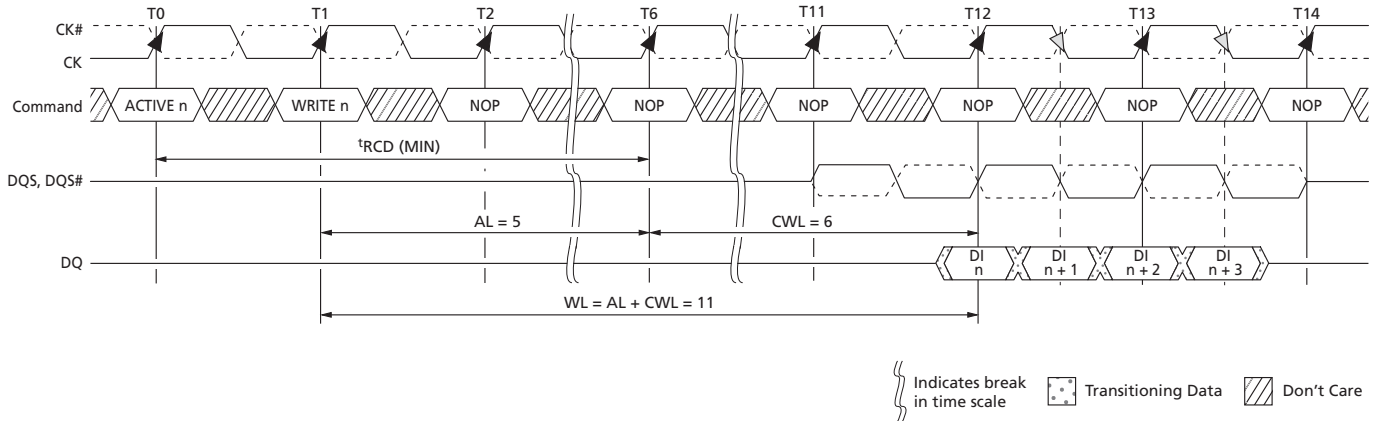 T0 T1 T2 T6 T11 T12 T13 T14
CK#
CK
Command ACTIVE n WRITE n NOP NOP NOP NOP NOP NOP
tRCD (MIN)
DQS, DQS#
AL = 5 CWL = 6
DQ DI n DI n + 1 DI n + 2 DI n + 3
WL = AL + CWL = 11
Indicates break in time scale Transitioning Data Don't Care